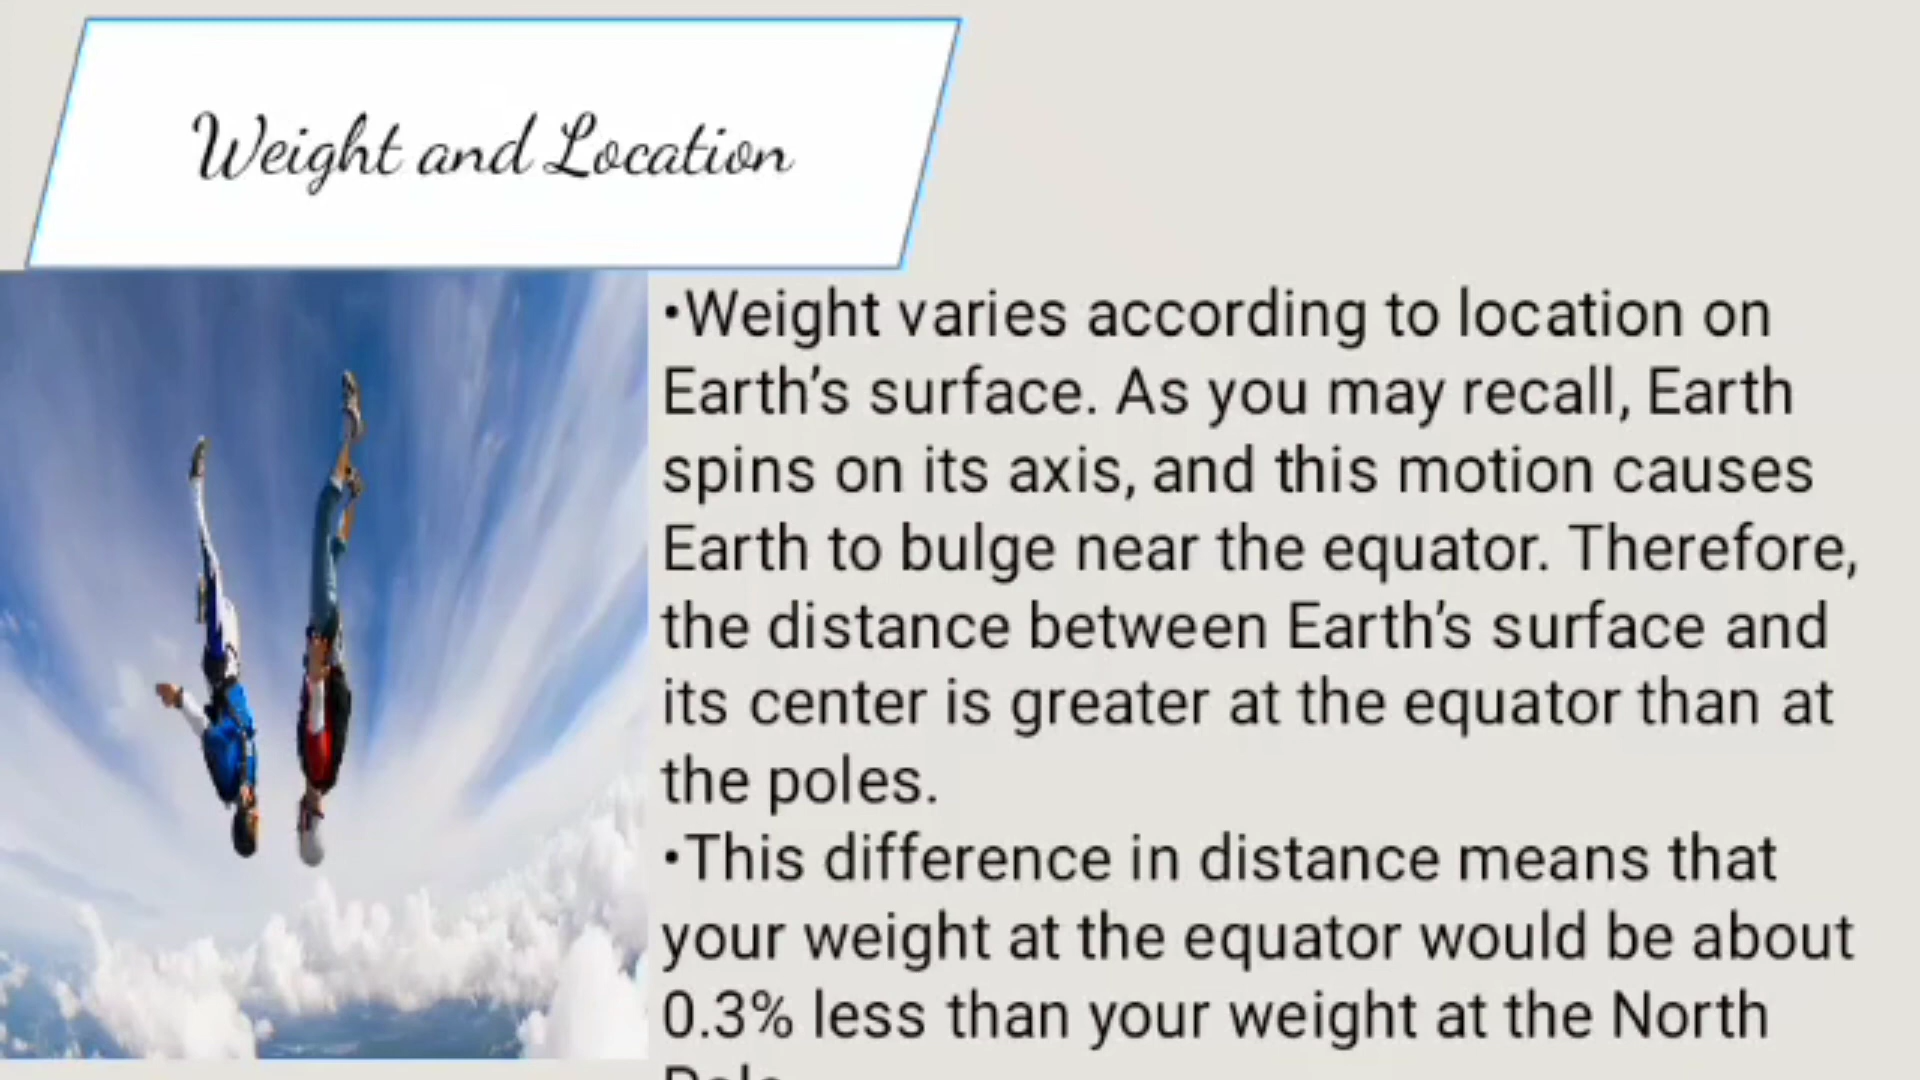 Weight and Location
•Weight varies according to location on
Earth’s surface. As you may recall, Earth
spins on its axis, and this motion causes
Earth to bulge near the equator. Therefore,
the distance between Earth’s surface and
its center is greater at the equator than at
the poles.
•This difference in distance means that
your weight at the equator would be about
0.3% less than your weight at the North